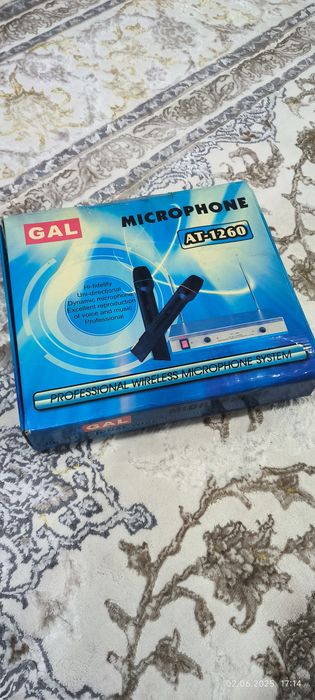 GAL
MICROPHONE
AT-1260
Hi-fidelity
Uni-directional
Dynamic microphone
Excellent reproduction
of voice and music
Professional
PROFESSIONAL WIRELESS MICROPHONE SYSTEM
GAL
02.06.2025 17:14